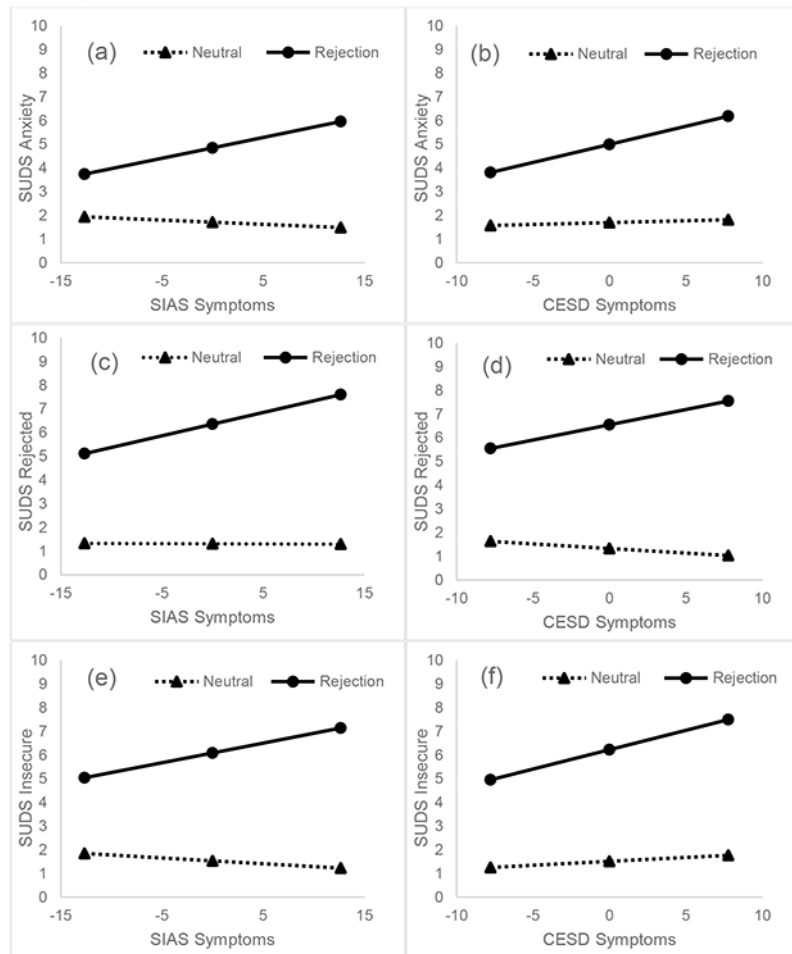 (a) Neutral Rejection
SUDS Anxiety
10
9
8
7
6
5
4
3
2
1
0
-15 -5 5 15
SIAS Symptoms
(b) Neutral Rejection
SUDS Anxiety
10
9
8
7
6
5
4
3
2
1
0
-10 -5 0 5 10
CESD Symptoms
(c) Neutral Rejection
SUDS Rejected
10
9
8
7
6
5
4
3
2
1
0
-15 -5 5 15
SIAS Symptoms
(d) Neutral Rejection
SUDS Rejected
10
9
8
7
6
5
4
3
2
1
0
-10 -5 0 5 10
CESD Symptoms
(e) Neutral Rejection
SUDS Insecure
10
9
8
7
6
5
4
3
2
1
0
-15 -5 5 15
SIAS Symptoms
(f) Neutral Rejection
SUDS Insecure
10
9
8
7
6
5
4
3
2
1
0
-10 -5 0 5 10
CESD Symptoms